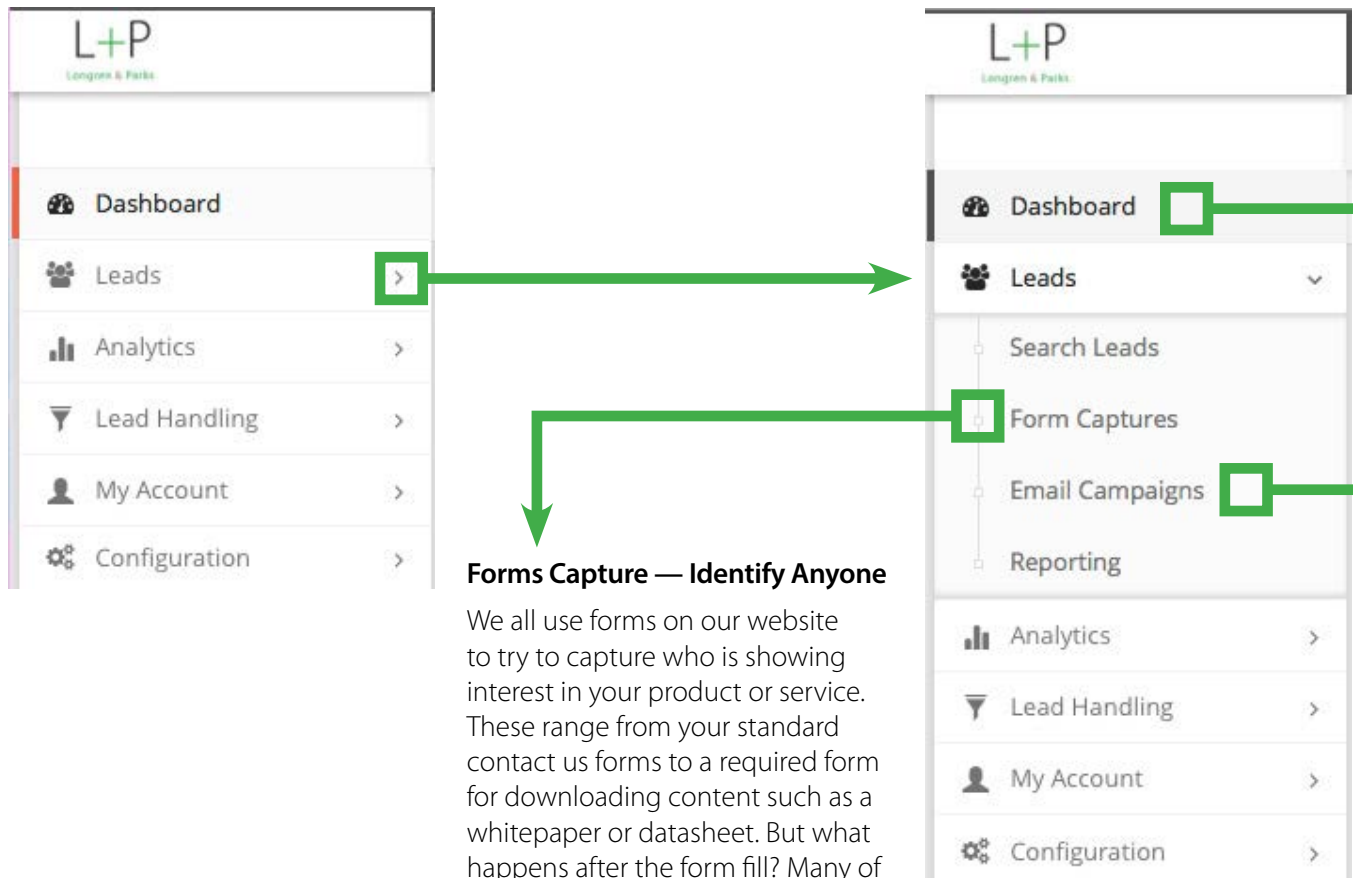 L+P
Longren & Parks
Dashboard
Leads
Analytics
Lead Handling
My Account
Configuration
Forms Capture — Identify Anyone
We all use forms on our website
to try to capture who is showing
interest in your product or service.
These range from your standard
contact us forms to a required form
for downloading content such as a
whitepaper or datasheet. But what
happens after the form fill? Many of
L+P
Longren & Parks
Dashboard
Leads
Search Leads
Form Captures
Email Campaigns
Reporting
Analytics
Lead Handling
My Account
Configuration